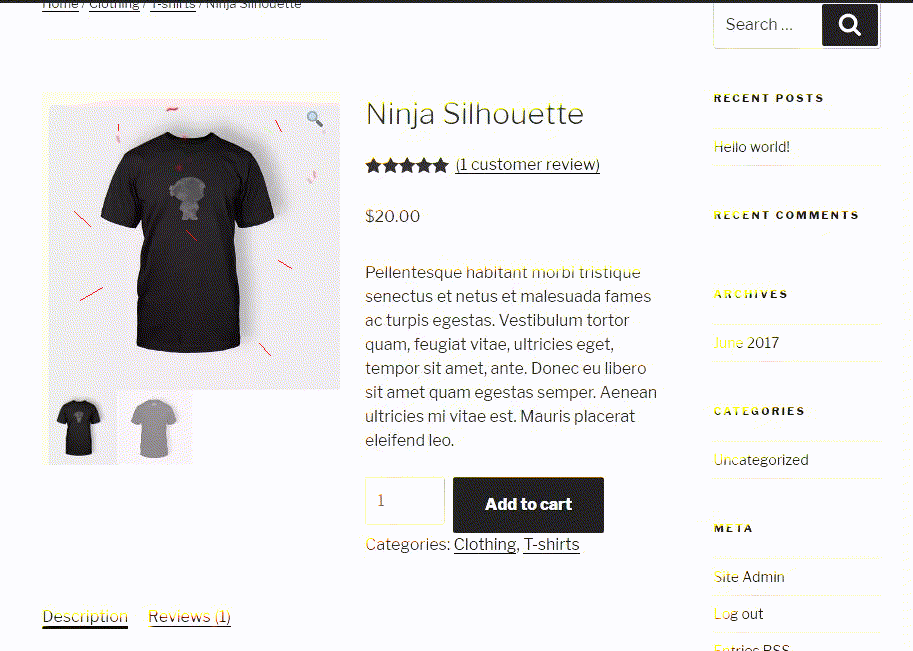 Home / Clothing / T-shirts / Ninja Silhouette
Search …
Ninja Silhouette
(1 customer review)
$20.00
Pellentesque habitant morbi tristique
senectus et netus et malesuada fames
ac turpis egestas. Vestibulum tortor
quam, feugiat vitae, ultricies eget,
tempor sit amet, ante. Donec eu libero
sit amet quam egestas semper. Aenean
ultricies mi vitae est. Mauris placerat
eleifend leo.
1
Add to cart
Categories: Clothing, T-shirts
Description
Reviews (1)
RECENT POSTS
Hello world!
RECENT COMMENTS
ARCHIVES
June 2017
CATEGORIES
Uncategorized
META
Site Admin
Log out
Entries RSS